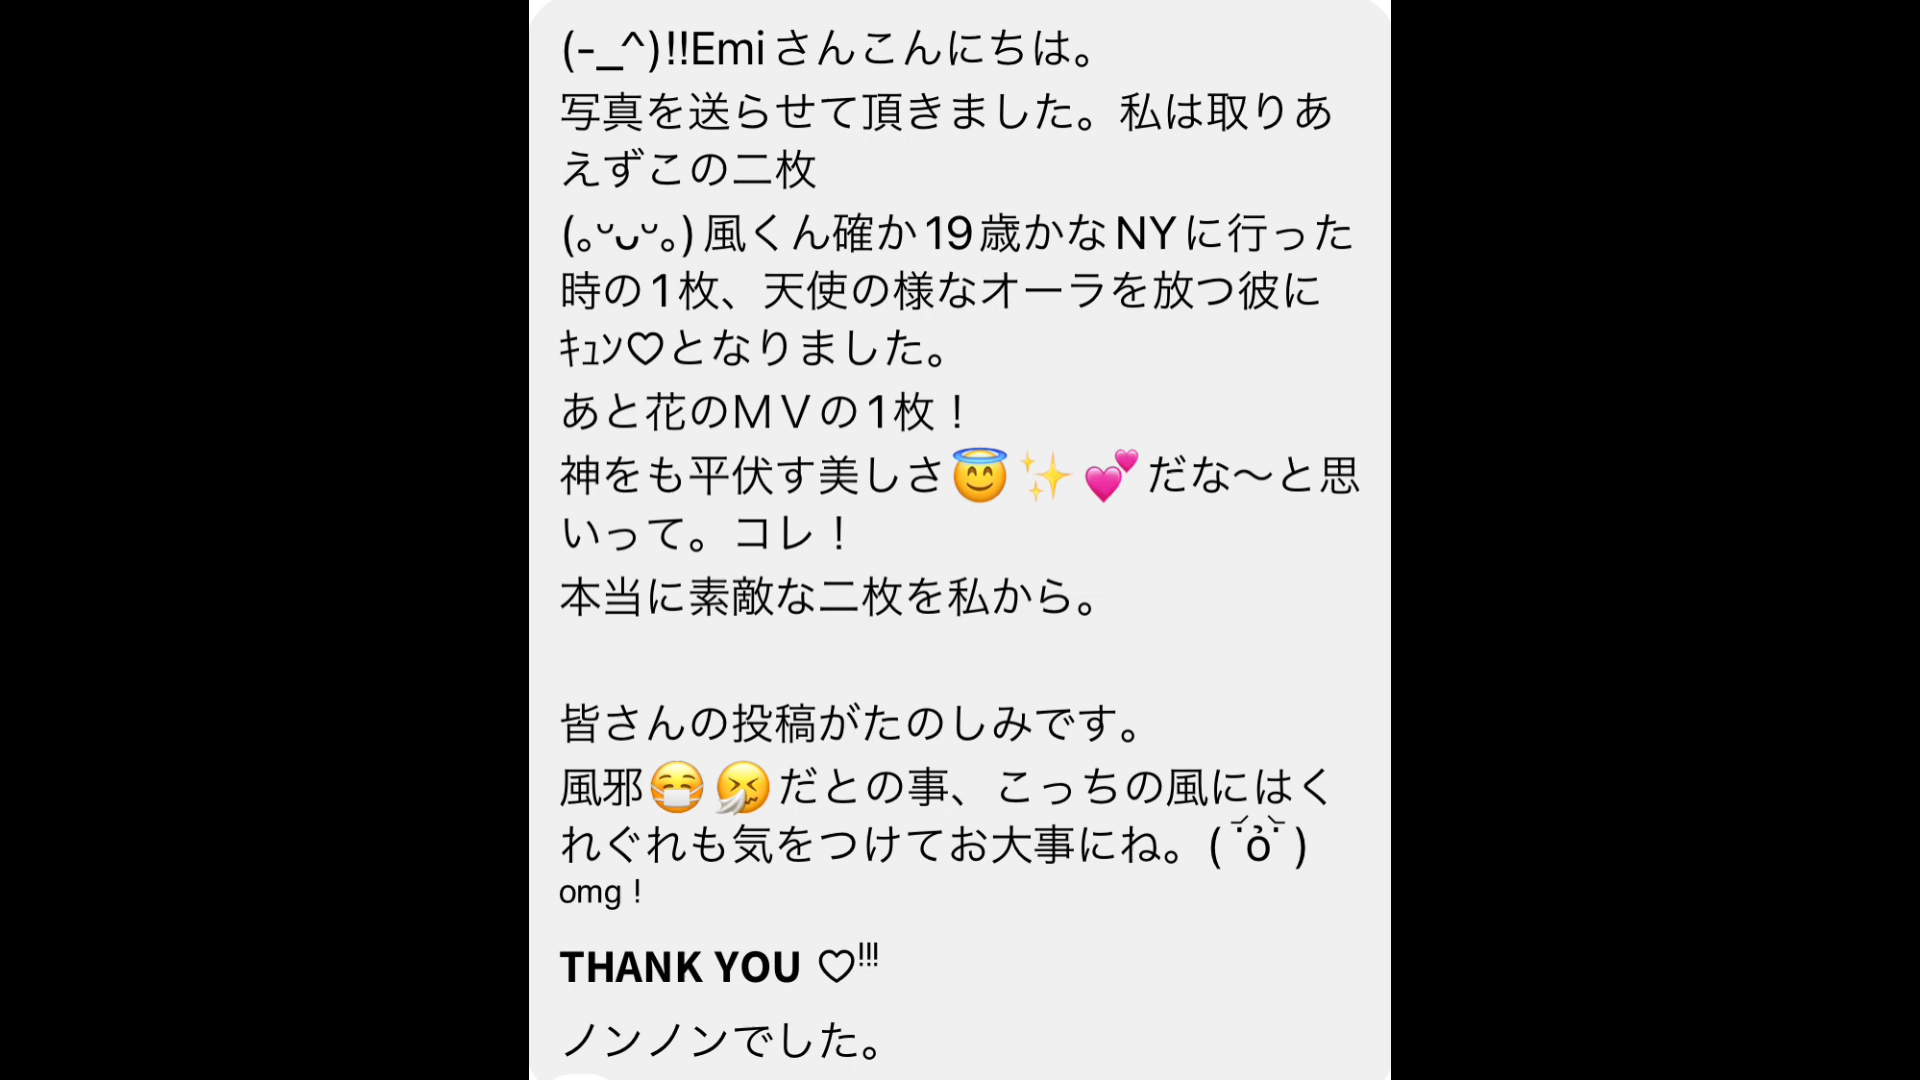 (-_^)!!Emiさんこんにちは。
写真を送らせて頂きました。私は取りあ
えずこの二枚
(｡ᵕᴗᵕ｡)風くん確か19歳かなNYに行った
時の1枚、天使の様なオーラを放つ彼に
ｷｭﾝ♡となりました。
あと花のＭＶの1枚！
神をも平伏す美しさ😇✨💕だな〜と思
いって。コレ！
本当に素敵な二枚を私から。
皆さんの投稿がたのしみです。
風邪😷🤧だとの事、こっちの風にはく
れぐれも気をつけてお大事にね。( ･᷄ὀ･᷅ )
ᵒᵐᵍ ᵎ
THANK YOU ♡ᵎᵎᵎ
ノンノンでした。